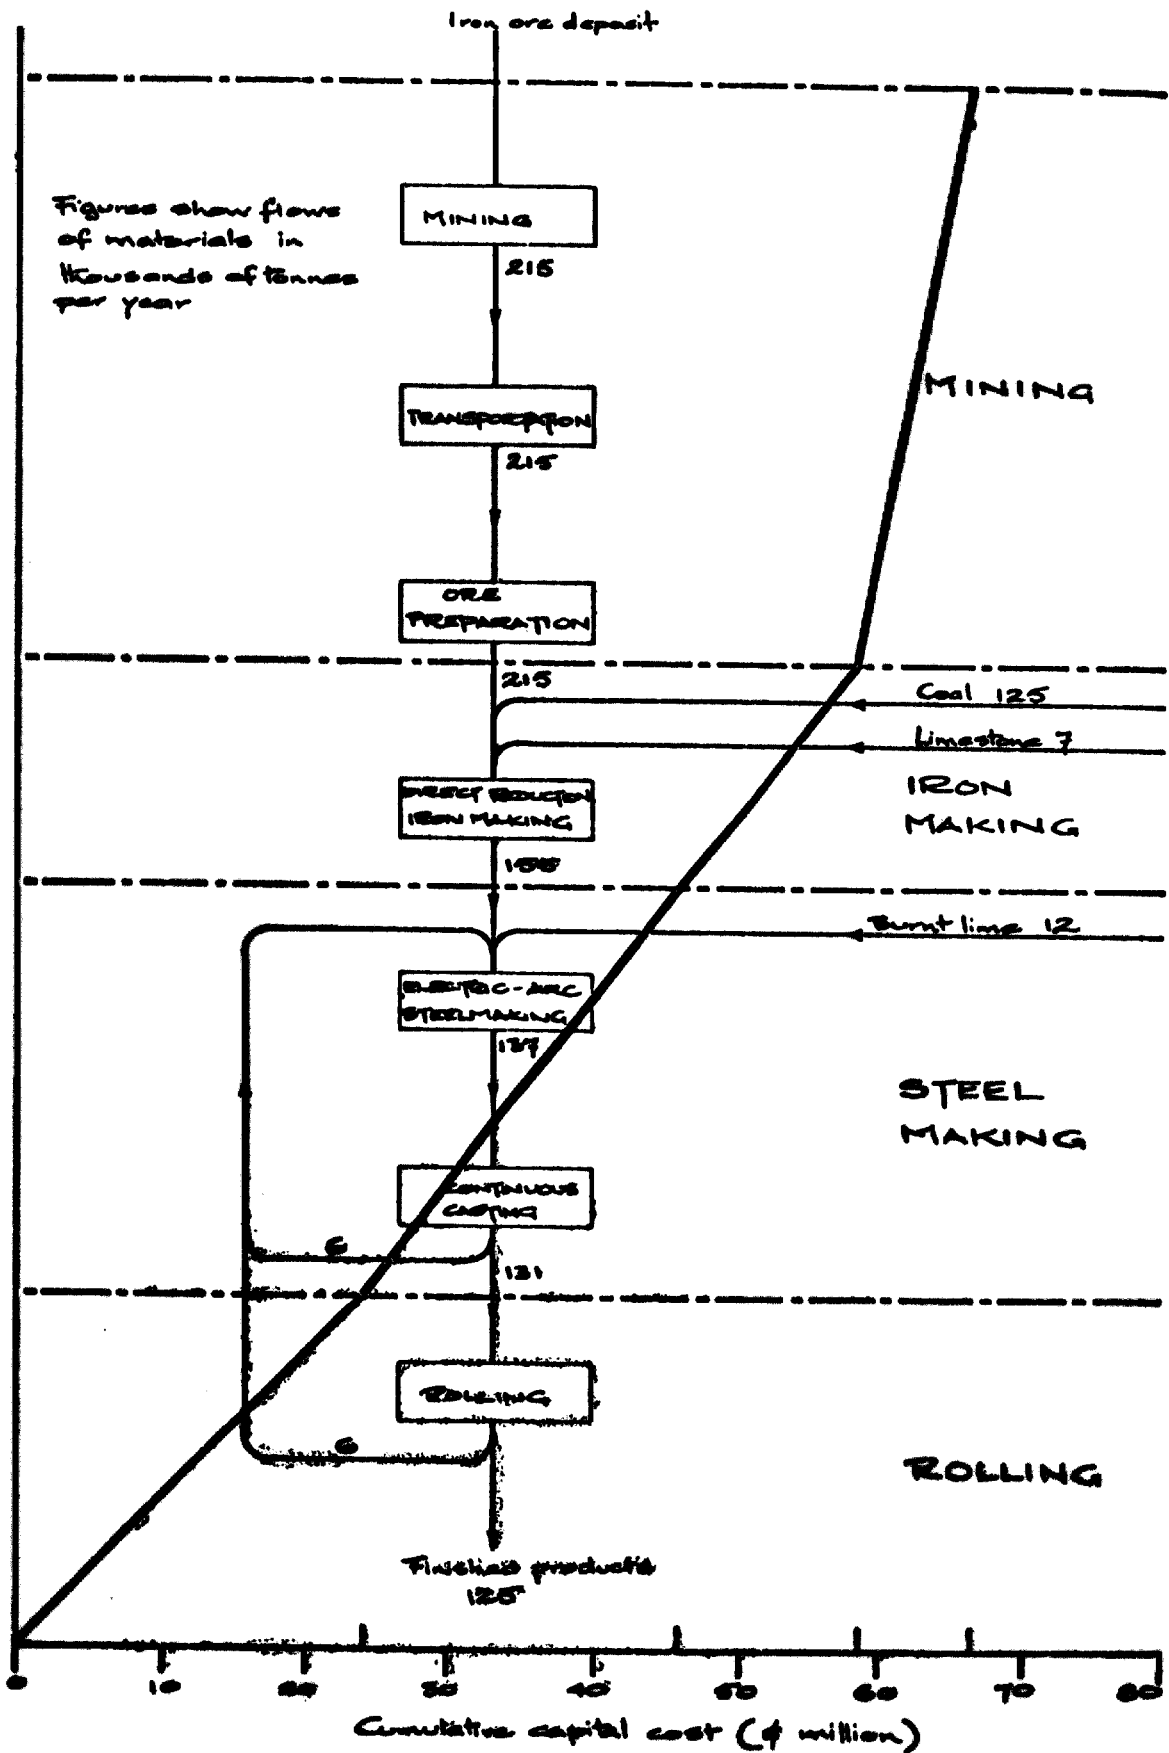 Iron ore deposit
Figures show flows
of materials in
thousands of tonnes
per year
MINING
215
TRANSPORTATION
215
MINING
ORE
PREPARATION
215
Coal 125
Limestone 7
DIRECT REDUCTION
IRON MAKING
IRON
MAKING
Burnt lime 12
ELECTRIC-ARC
STEELMAKING
137
STEEL
MAKING
CONTINUOUS
CASTING
6
131
ROLLING
6
ROLLING
Finished products
125
0 10 20 30 40 50 60 70 80
Cumulative capital cost ($ million)